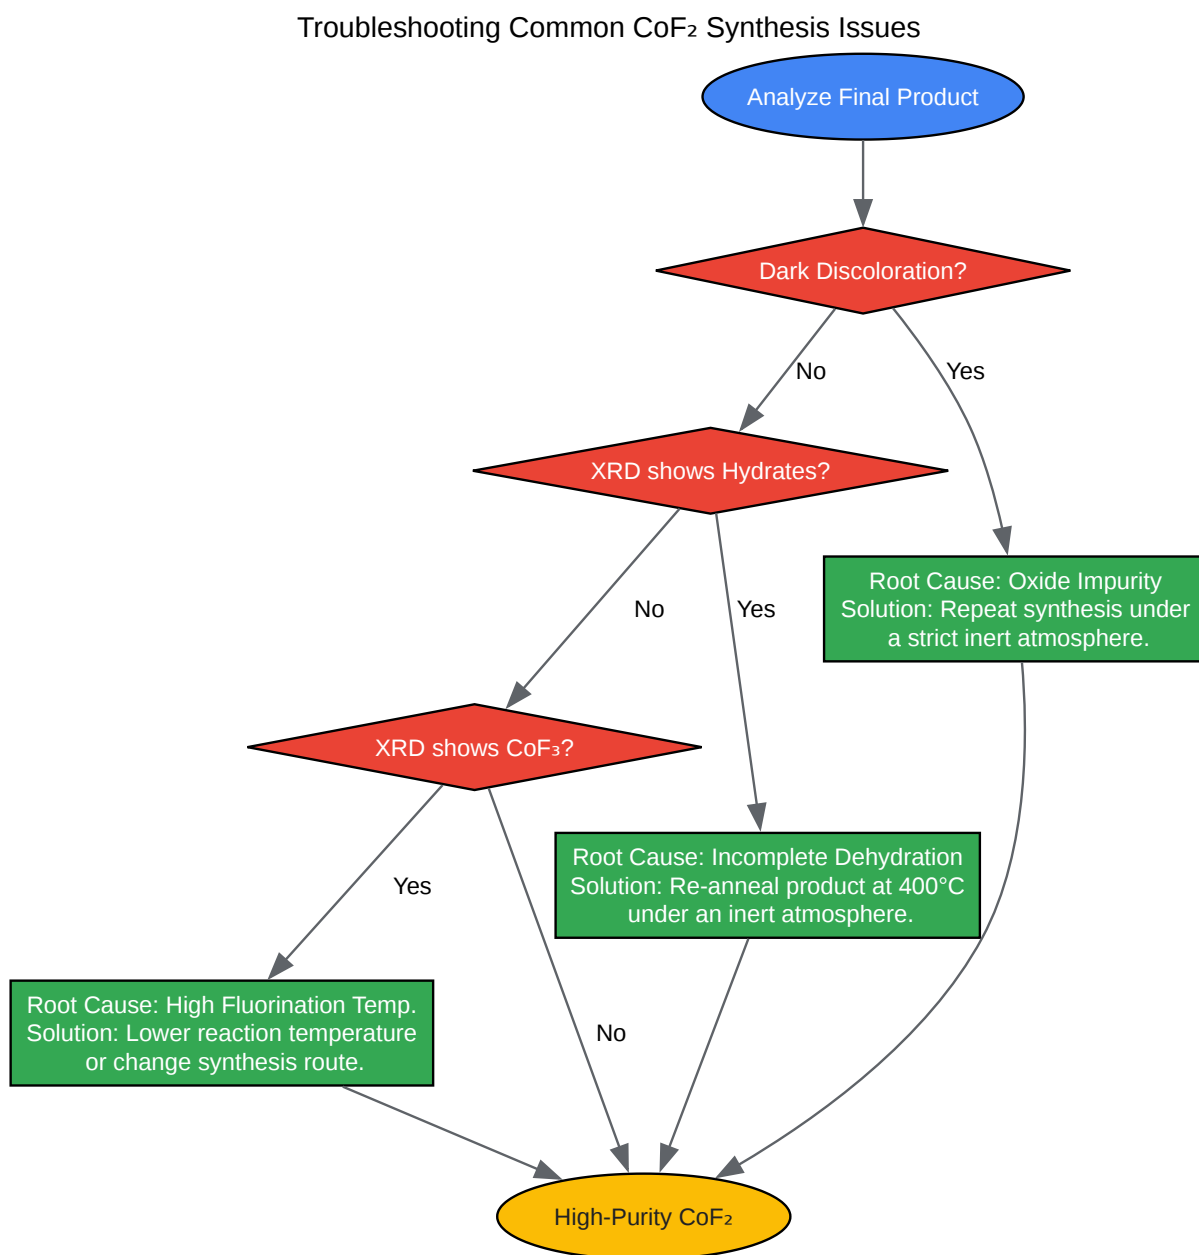 Troubleshooting Common CoF₂ Synthesis Issues
Analyze Final Product
Dark Discoloration?
No
Yes
XRD shows Hydrates?
Root Cause: Oxide Impurity
Solution: Repeat synthesis under
a strict inert atmosphere.
No
Yes
XRD shows CoF₃?
Root Cause: Incomplete Dehydration
Solution: Re-anneal product at 400°C
under an inert atmosphere.
Yes
No
Root Cause: High Fluorination Temp.
Solution: Lower reaction temperature
or change synthesis route.
High-Purity CoF₂